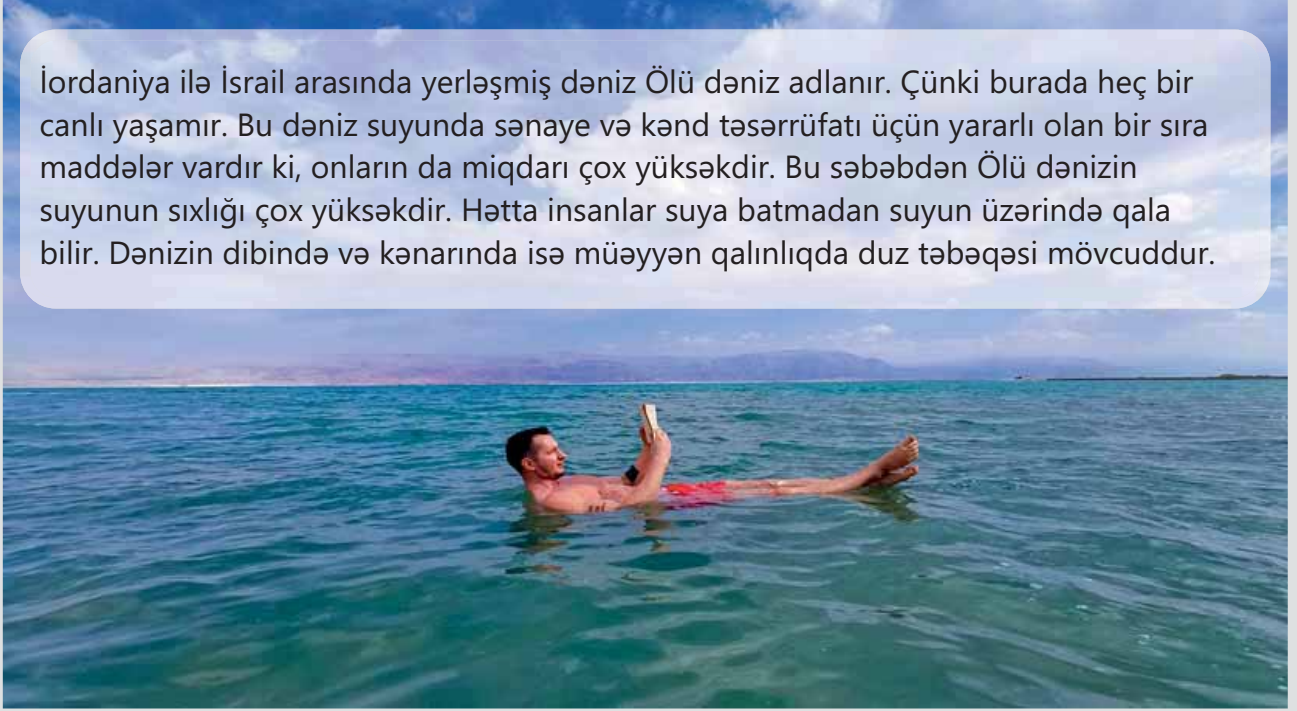 İordaniya ilə İsrail arasında yerləşmiş dəniz Ölü dəniz adlanır. Çünki burada heç bir
canlı yaşamır. Bu dəniz suyunda sənaye və kənd təsərrüfatı üçün yararlı olan bir sıra
maddələr vardır ki, onların da miqdarı çox yüksəkdir. Bu səbəbdən Ölü dənizin
suyunun sıxlığı çox yüksəkdir. Hətta insanlar suya batmadan suyun üzərində qala
bilir. Dənizin dibində və kənarında isə müəyyən qalınlıqda duz təbəqəsi mövcuddur.